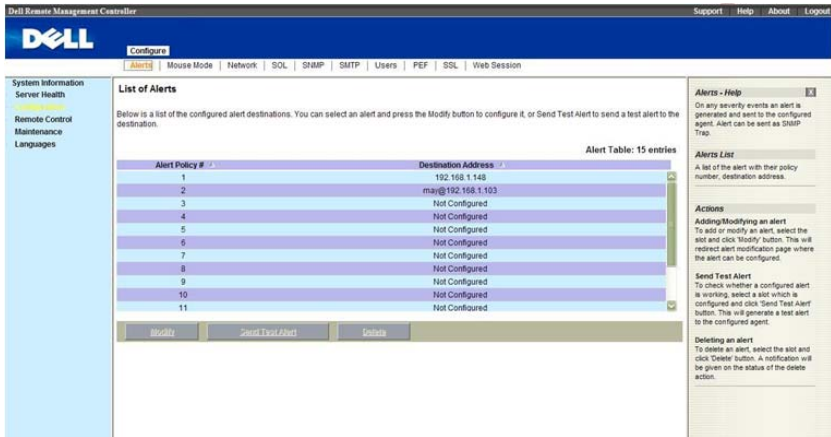 Dell Remote Management Controller
Support Help About Logout
DELL
Configure
Alerts | Mouse Mode | Network | SOL | SNMP | SMTP | Users | PEF | SSL | Web Session
System Information
Server Health
Remote Control
Maintenance
Languages
List of Alerts
Below is a list of the configured alert destinations. You can select an alert and press the Modify button to configure it, or Send Test Alert to send a test alert to the
destination.
Alert Table: 15 entries
Alert Policy # Destination Address
1 192.168.1.148
2 may@192.168.1.103
3 Not Configured
4 Not Configured
5 Not Configured
6 Not Configured
7 Not Configured
8 Not Configured
9 Not Configured
10 Not Configured
11 Not Configured
Modify Send Test Alert Delete
Alerts - Help X
On any severity events an alert is
generated and sent to the configured
agent. Alert can be sent as SNMP
Trap.
Alerts List
A list of the alert with their policy
number, destination address.
Actions
Adding/Modifying an alert
To add or modify an alert, select the
slot and click 'Modify' button. This will
redirect alert modification page where
the alert can be configured.
Send Test Alert
To check whether a configured alert
is working, select a slot which is
configured and click 'Send Test Alert'
button. This will generate a test alert
to the configured agent.
Deleting an alert
To delete an alert, select the slot and
click 'Delete' button. A notification will
be given on the status of the delete
action.